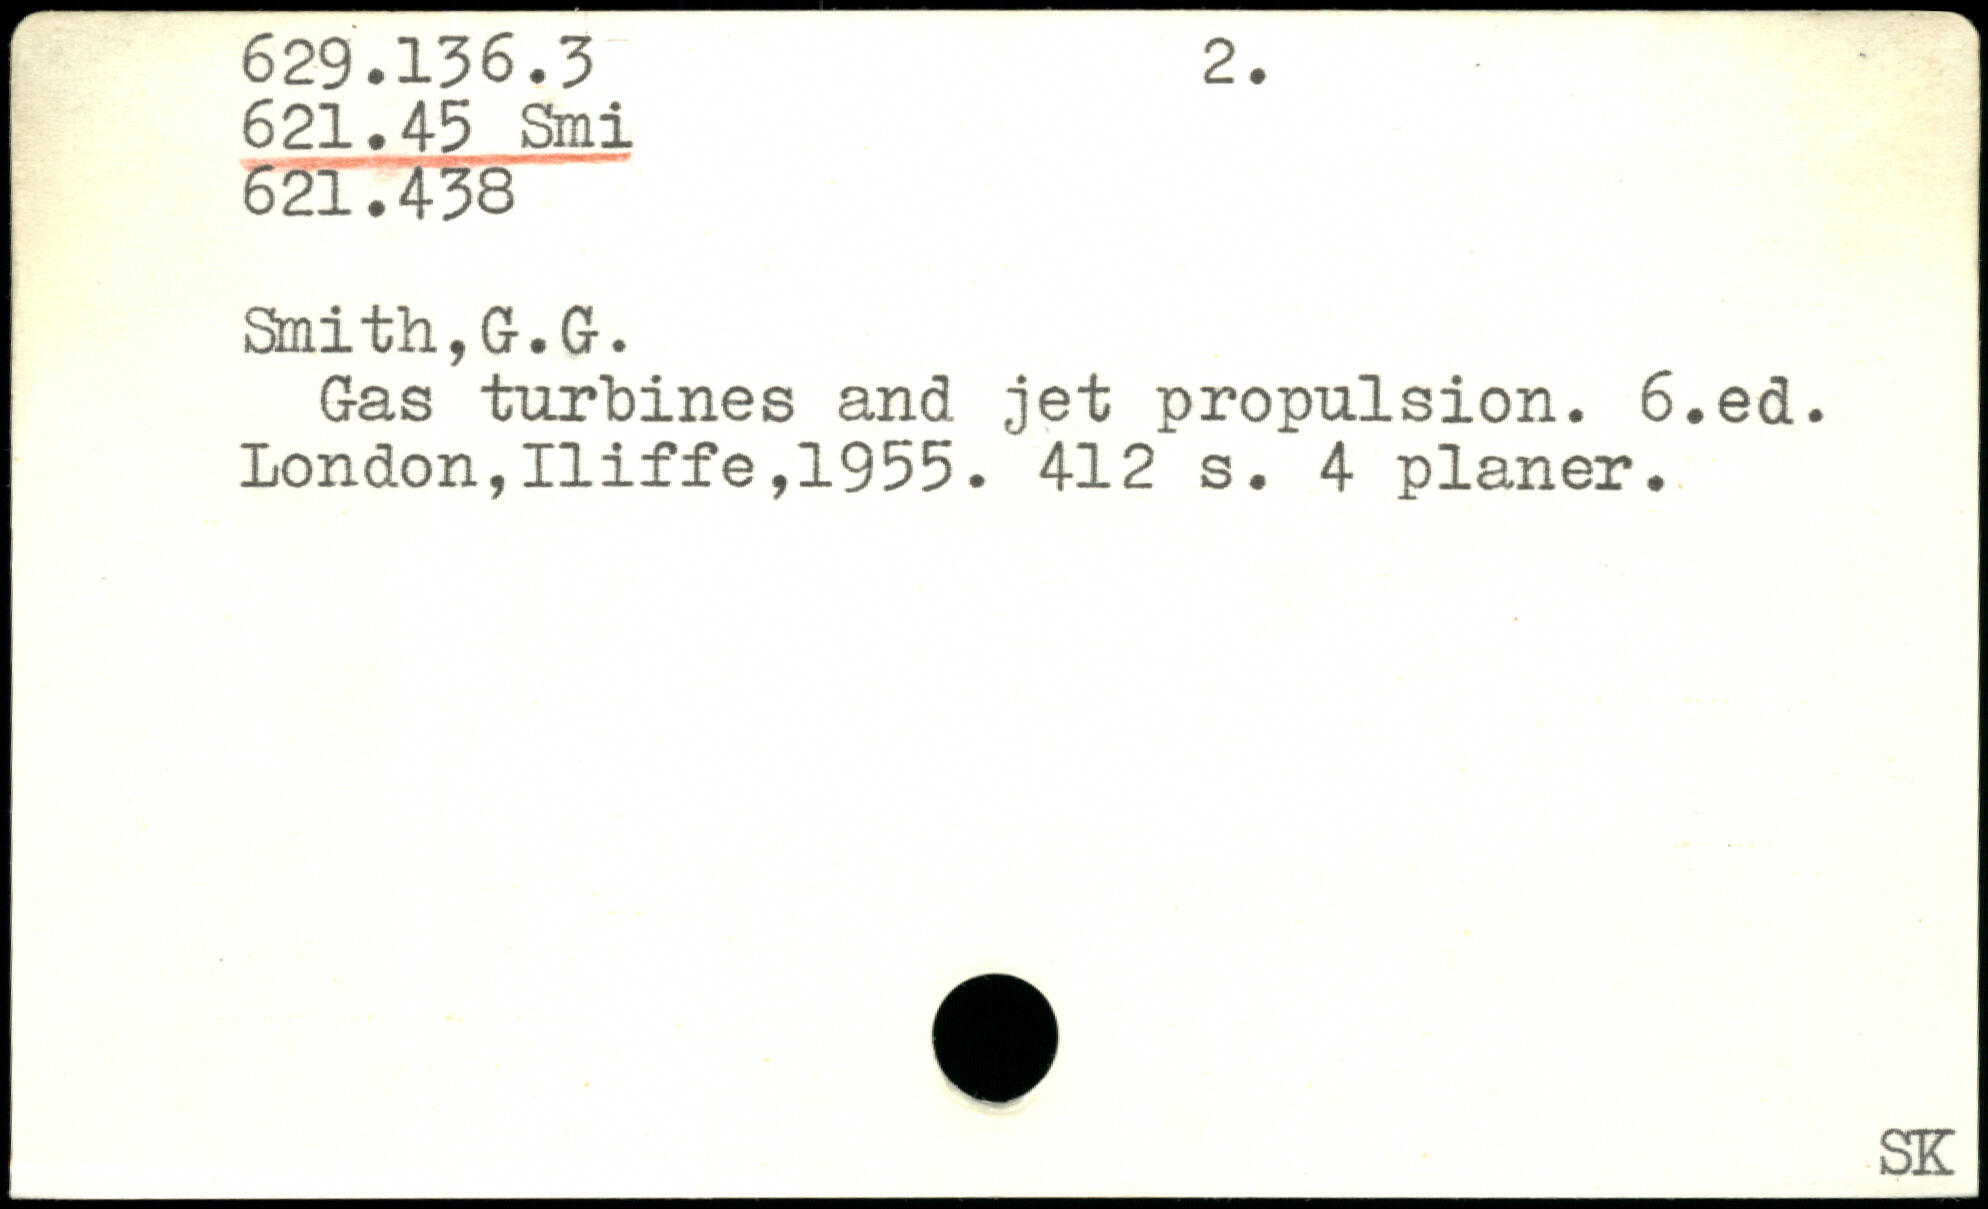 629.136.3 2.
621.45 Smi
621.438
Smith,G.G.
Gas turbines and jet propulsion. 6.ed.
London,Iliffe,1955. 412 s. 4 planer.
SK